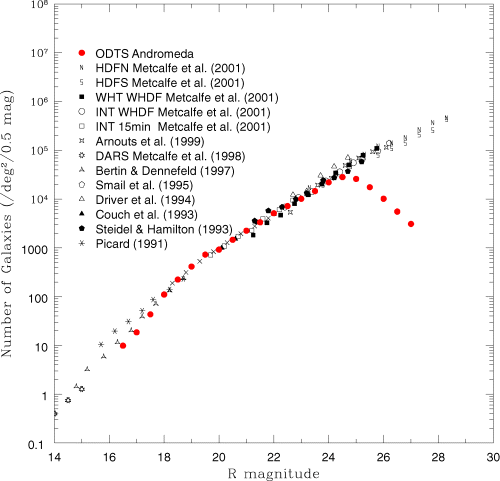 10⁸
10⁷
10⁶
10⁵
10⁴
1000
100
10
1
0.1
Number of Galaxies (/deg²/0.5 mag)
ODTS Andromeda
HDFN Metcalfe et al. (2001)
HDFS Metcalfe et al. (2001)
WHT WHDF Metcalfe et al. (2001)
INT WHDF Metcalfe et al. (2001)
INT 15min Metcalfe et al. (2001)
Arnouts et al. (1999)
DARS Metcalfe et al. (1998)
Bertin & Dennefeld (1997)
Smail et al. (1995)
Driver et al. (1994)
Couch et al. (1993)
Steidel & Hamilton (1993)
Picard (1991)
14 16 18 20 22 24 26 28 30
R magnitude